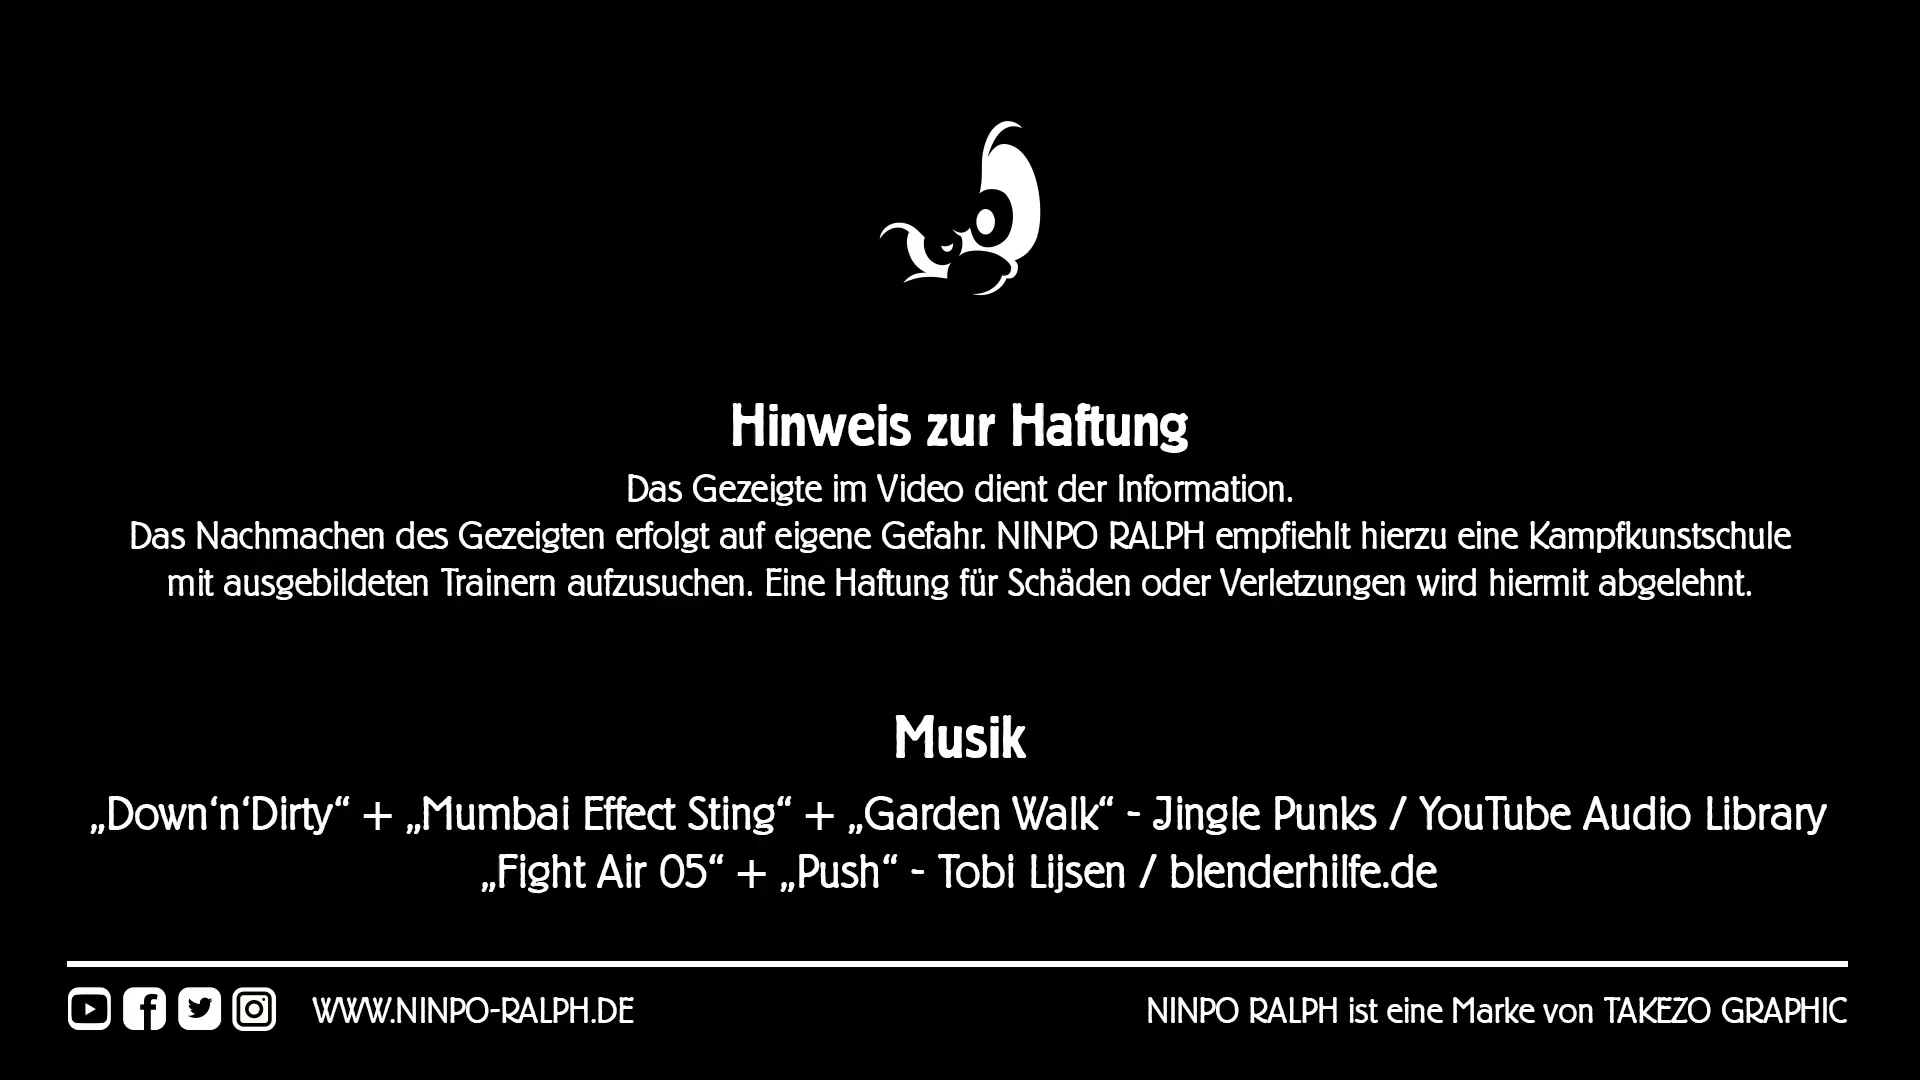 Hinweis zur Haftung
Das Gezeigte im Video dient der Information.
Das Nachmachen des Gezeigten erfolgt auf eigene Gefahr. NINPO RALPH empfiehlt hierzu eine Kampfkunstschule
mit ausgebildeten Trainern aufzusuchen. Eine Haftung für Schäden oder Verletzungen wird hiermit abgelehnt.
Musik
„Down‘n‘Dirty“ + „Mumbai Effect Sting“ + „Garden Walk“ - Jingle Punks / YouTube Audio Library
„Fight Air 05“ + „Push“ - Tobi Lijsen / blenderhilfe.de
WWW.NINPO-RALPH.DE
NINPO RALPH ist eine Marke von TAKEZO GRAPHIC